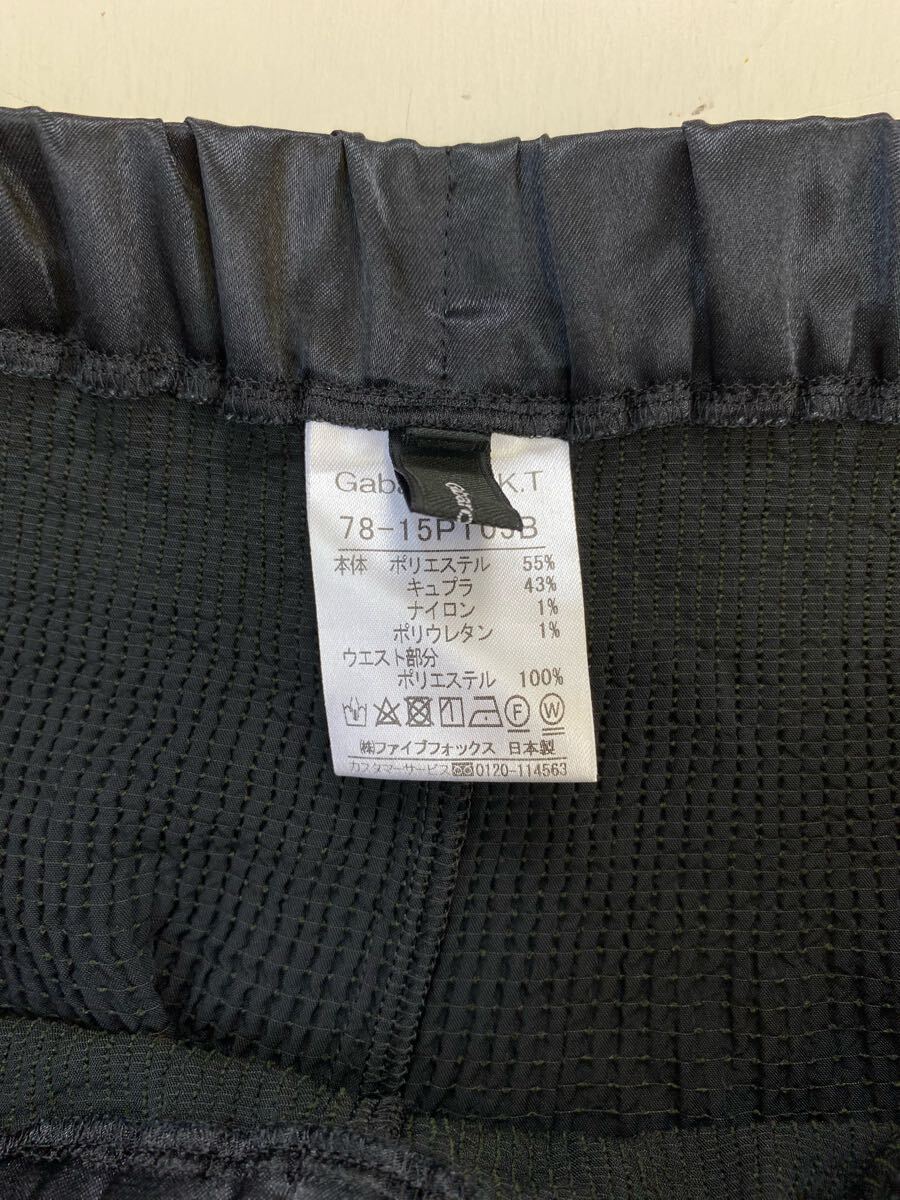 K.T
本体 ポリエステル 55%
キュプラ 43%
ナイロン 1%
ポリウレタン 1%
ウエスト部分
ポリエステル 100%
F W
㈱ファイブフォックス 日本製
カスタマーサービス 0120-114563